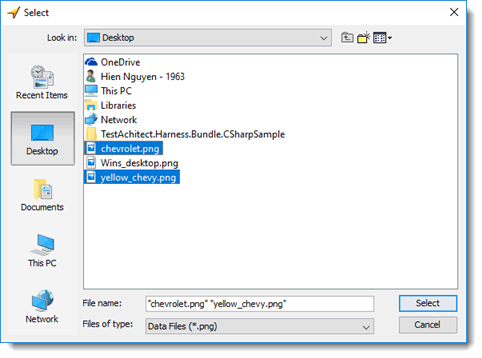 Select
Look in: Desktop
OneDrive
Hien Nguyen - 1963
This PC
Libraries
Network
TestAchitect.Harness.Bundle.CSharpSample
chevrolet.png
Wins_desktop.png
yellow_chevy.png
Recent Items
Desktop
Documents
This PC
Network
File name: "chevrolet.png" "yellow_chevy.png" Select
Files of type: Data Files (*.png) Cancel